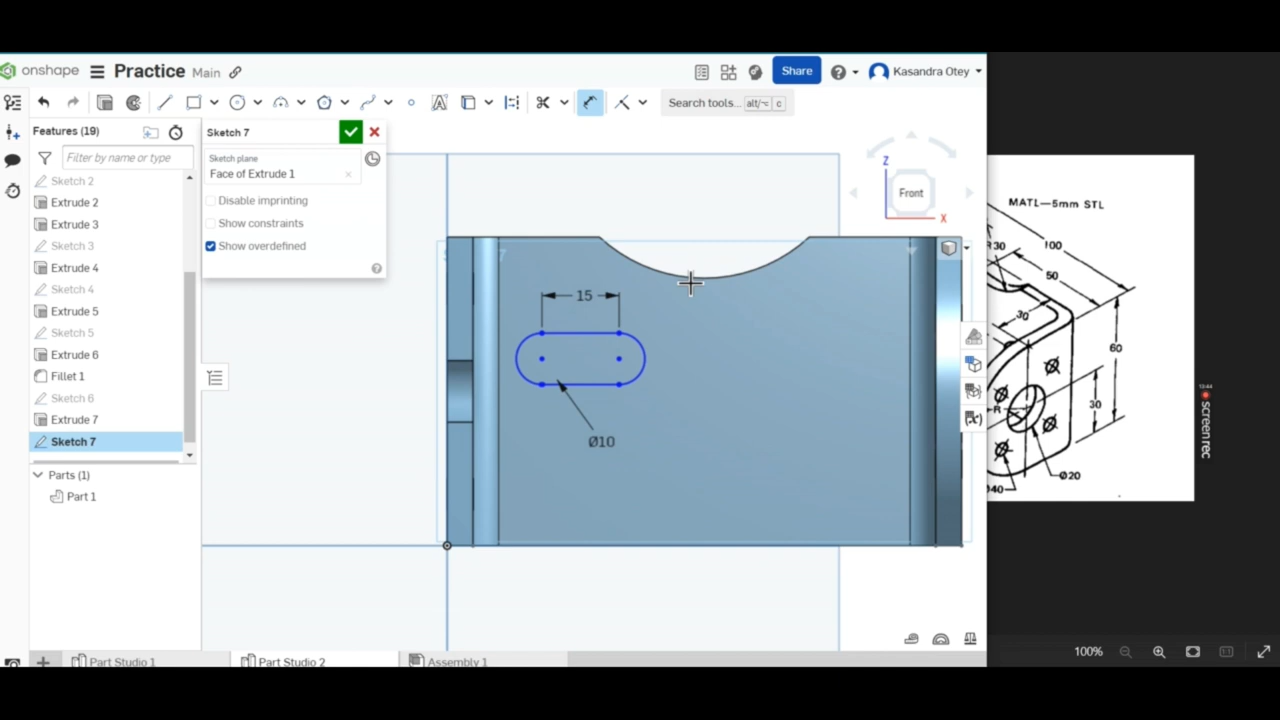 onshape Practice Main Share Kasandra Otey
Search tools... alt/⌥ c
Features (19)
Filter by name or type
Sketch 2
Extrude 2
Extrude 3
Sketch 3
Extrude 4
Sketch 4
Extrude 5
Sketch 5
Extrude 6
Fillet 1
Sketch 6
Extrude 7
Sketch 7
Parts (1)
Part 1
Sketch 7
Sketch plane
Face of Extrude 1
Disable imprinting
Show constraints
Show overdefined
Z
Front
X
15
Ø10
Part Studio 1
Part Studio 2
Assembly 1
MATL—5mm STL
R30
100
50
30
60
30
R
Ø20
Ø40
screenrec
100%